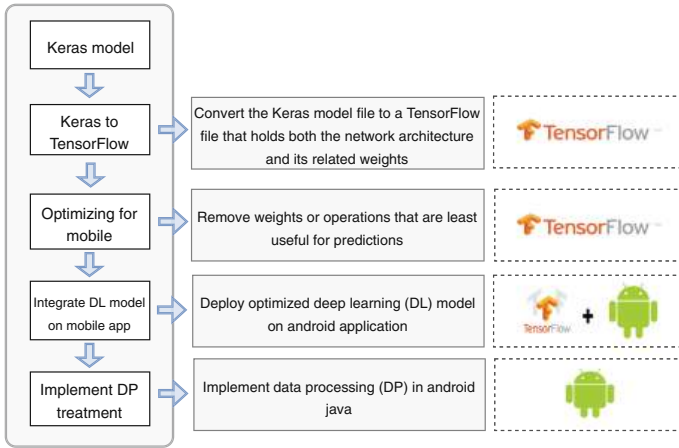 Keras model
Keras to
TensorFlow
Convert the Keras model file to a TensorFlow
file that holds both the network architecture
and its related weights
TensorFlow
Optimizing for
mobile
Remove weights or operations that are least
useful for predictions
TensorFlow
Integrate DL model
on mobile app
Deploy optimized deep learning (DL) model
on android application
TensorFlow
+
Implement DP
treatment
Implement data processing (DP) in android
java